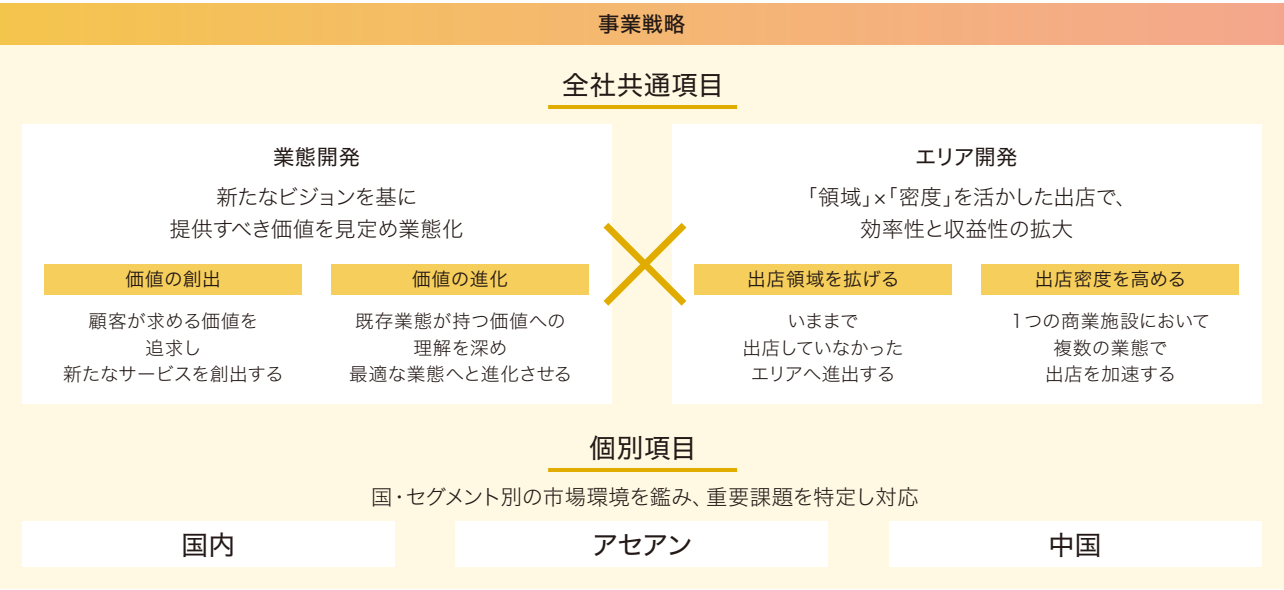 事業戦略
全社共通項目
業態開発
新たなビジョンを基に
提供すべき価値を見定め業態化
価値の創出
顧客が求める価値を
追求し
新たなサービスを創出する
価値の進化
既存業態が持つ価値への
理解を深め
最適な業態へと進化させる
エリア開発
「領域」×「密度」を活かした出店で、
効率性と収益性の拡大
出店領域を拡げる
いままで
出店していなかった
エリアへ進出する
出店密度を高める
1つの商業施設において
複数の業態で
出店を加速する
個別項目
国・セグメント別の市場環境を鑑み、重要課題を特定し対応
国内
アセアン
中国